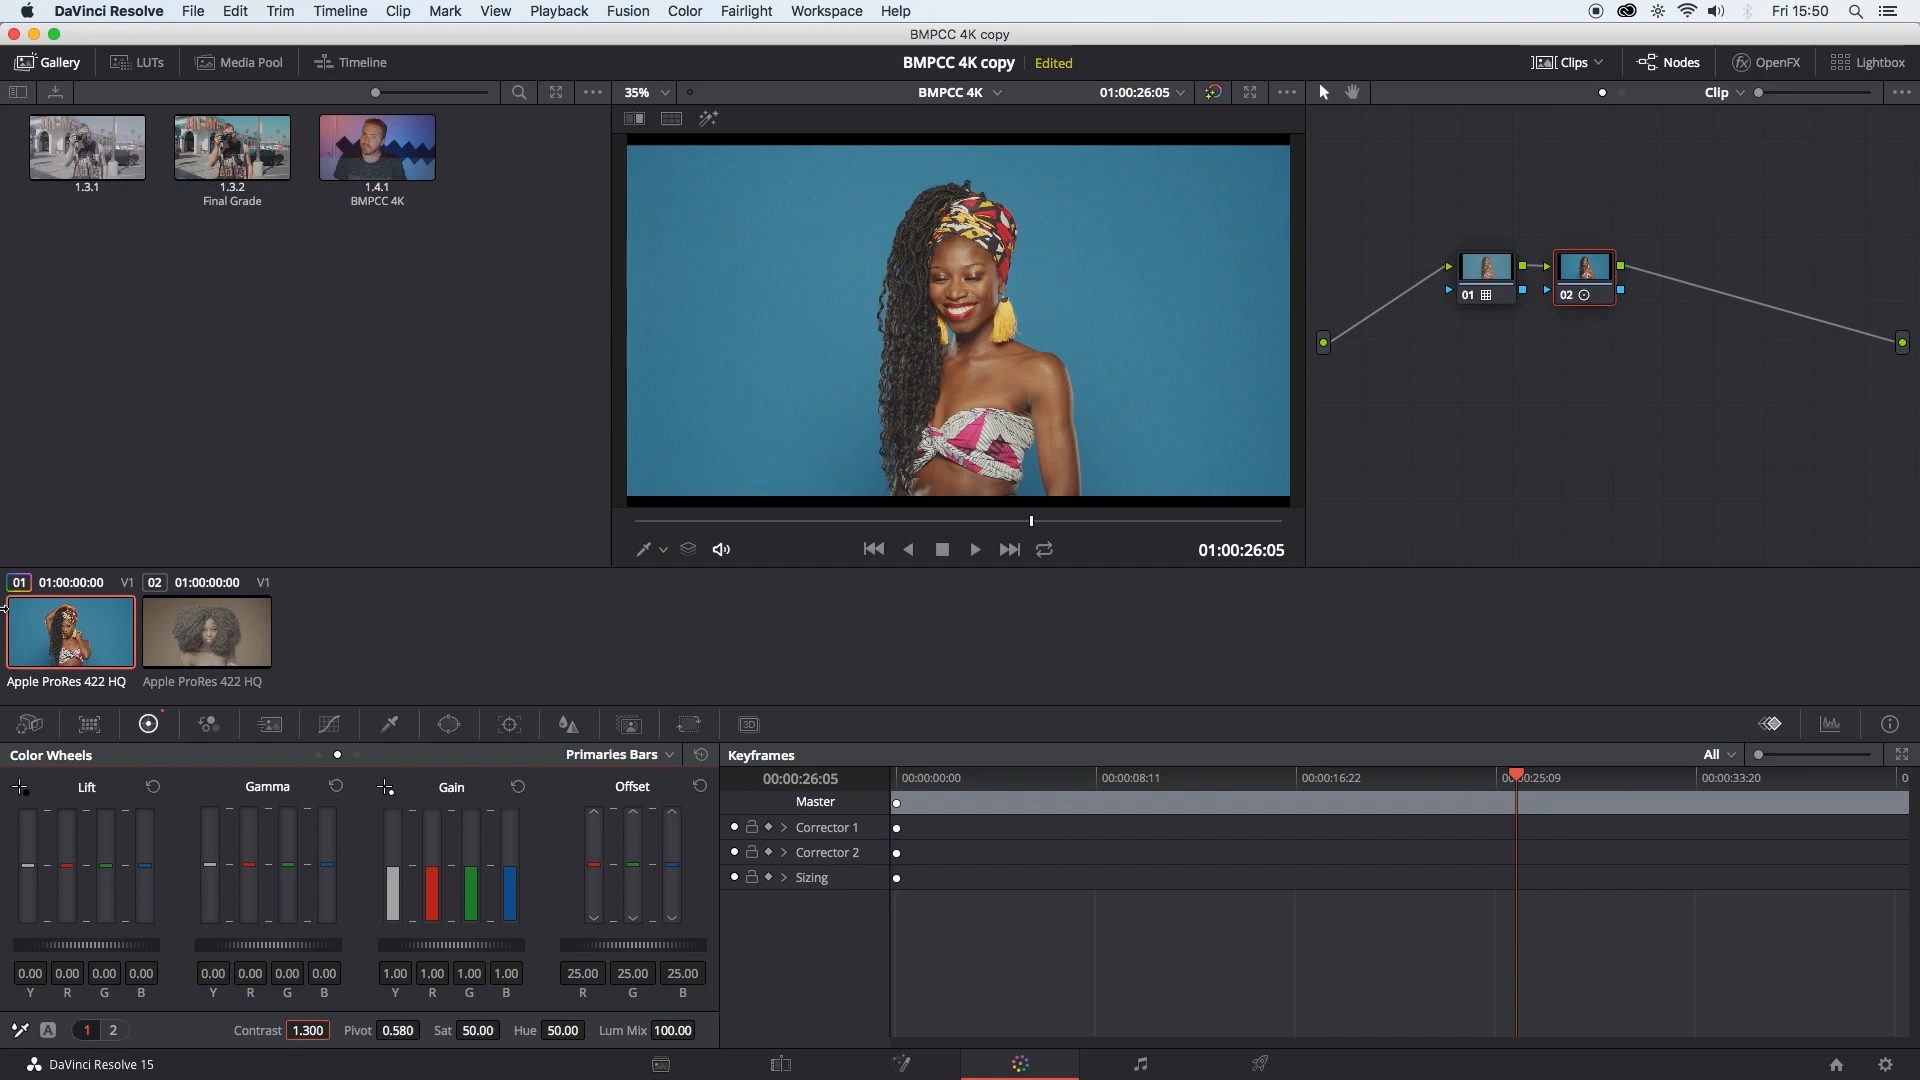 DaVinci Resolve File Edit Trim Timeline Clip Mark View Playback Fusion Color Fairlight Workspace Help Fri 15:50
BMPCC 4K copy
Gallery LUTs Media Pool Timeline BMPCC 4K copy Edited Clips Nodes OpenFX Lightbox
35% BMPCC 4K 01:00:26:05 Clip
1.3.1 1.3.2 1.4.1
Final Grade BMPCC 4K
01 02
01:00:26:05
01 01:00:00:00 V1 02 01:00:00:00 V1
Apple ProRes 422 HQ Apple ProRes 422 HQ
3D
Color Wheels Primaries Bars Keyframes All
00:00:26:05 00:00:00:00 00:00:08:11 00:00:16:22 00:00:25:09 00:00:33:20 0
Lift Gamma Gain Offset
Master
Corrector 1
Corrector 2
Sizing
0.00 0.00 0.00 0.00 0.00 0.00 0.00 0.00 1.00 1.00 1.00 1.00 25.00 25.00 25.00
Y R G B Y R G B Y R G B R G B
A 1 2 Contrast 1.300 Pivot 0.580 Sat 50.00 Hue 50.00 Lum Mix 100.00
DaVinci Resolve 15